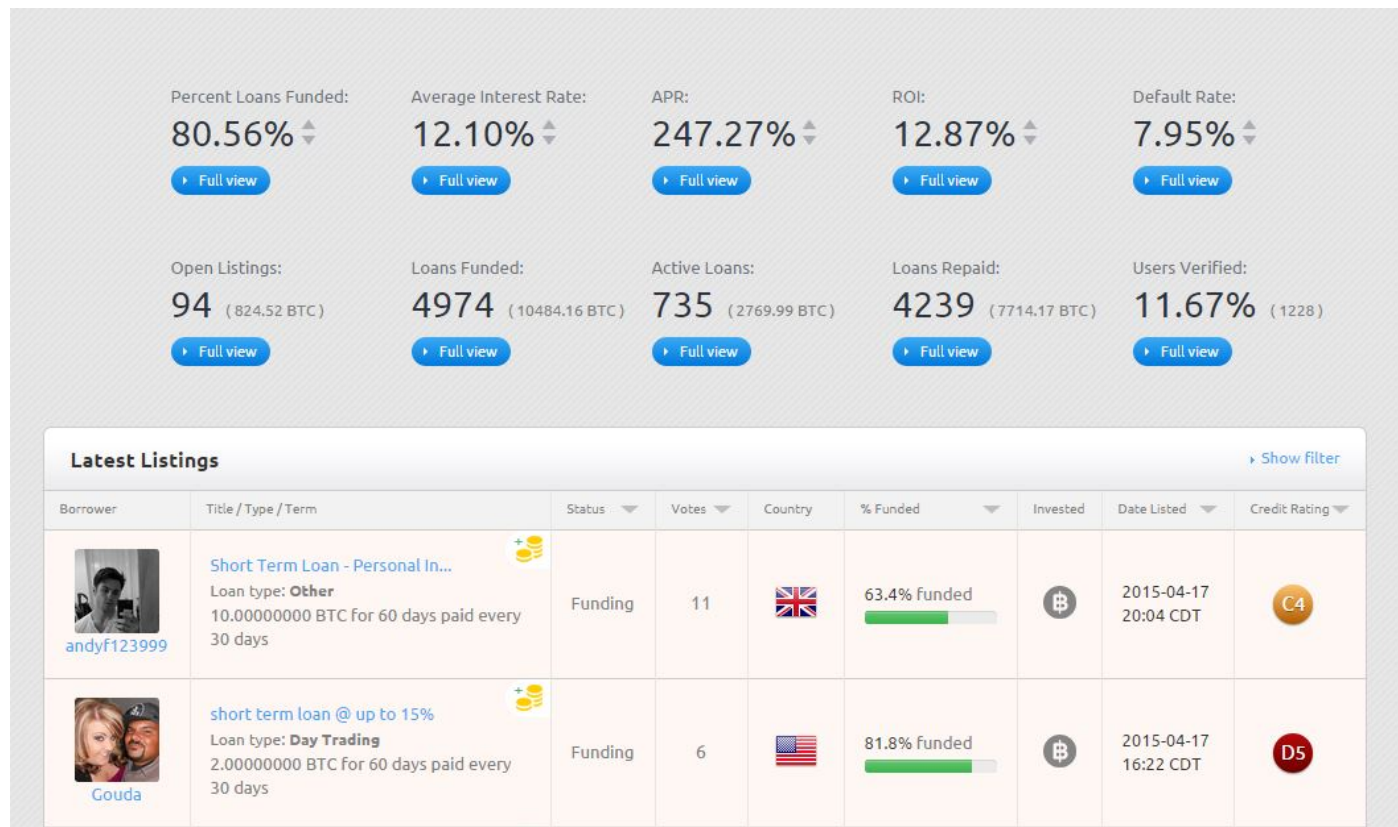 Percent Loans Funded: Average Interest Rate: APR: ROI: Default Rate:
80.56% 12.10% 247.27% 12.87% 7.95%
Full view Full view Full view Full view Full view
Open Listings: Loans Funded: Active Loans: Loans Repaid: Users Verified:
94 (824.52 BTC) 4974 (10484.16 BTC) 735 (2769.99 BTC) 4239 (7714.17 BTC) 11.67% (1228)
Full view Full view Full view Full view Full view
Latest Listings Show filter
Borrower Title / Type / Term Status Votes Country % Funded Invested Date Listed Credit Rating
Short Term Loan - Personal In...
Loan type: Other
10.00000000 BTC for 60 days paid every
30 days
andyf123999
Funding
11
63.4% funded
2015-04-17
20:04 CDT
C4
short term loan @ up to 15%
Loan type: Day Trading
2.00000000 BTC for 60 days paid every
30 days
Gouda
Funding
6
81.8% funded
2015-04-17
16:22 CDT
D5